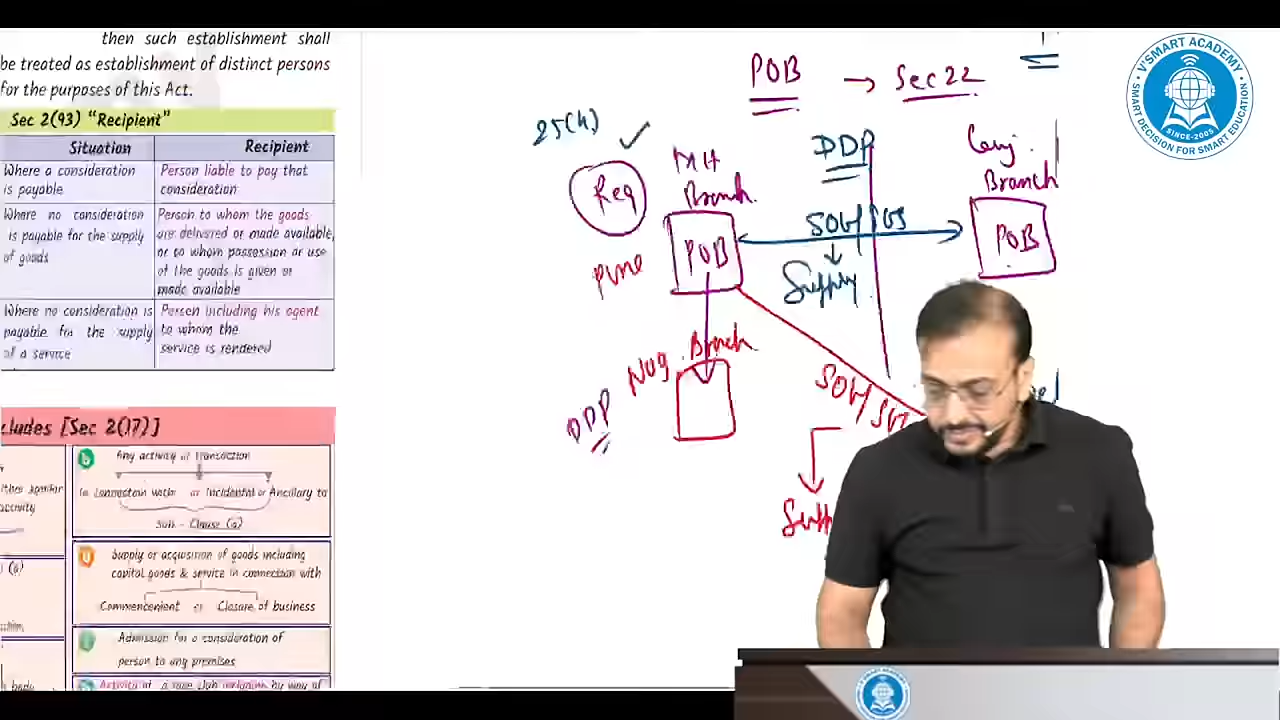 then such establishment shall
be treated as establishment of distinct persons
for the purposes of this Act.
Sec 2(93) "Recipient"
Situation
Recipient
Where a consideration
is payable
Person liable to pay that
consideration
Where no consideration
is payable for the supply
of goods
Person to whom the goods
are delivered or made available,
or to whom possession or use
of the goods is given or
made available
Where no consideration is
payable for the supply
of a service
Person including his agent
to whom the
service is rendered
cludes [Sec 2(17)]
Any activity or Transaction
In connection with or Incidental or Ancillary to
Sub - Clause (a)
Supply or acquisition of goods including
capital goods & service in connection with
Commencement or Closure of business
Admission for a consideration of
person to any premises
POB → Sec 22
25(4)
Req
MH
Branch
POB
Pune
DDP
Supply
Guj.
Branch
POB
Nag. Branch
DDP
V'SMART ACADEMY
SMART DECISION FOR SMART EDUCATION
SINCE-2005